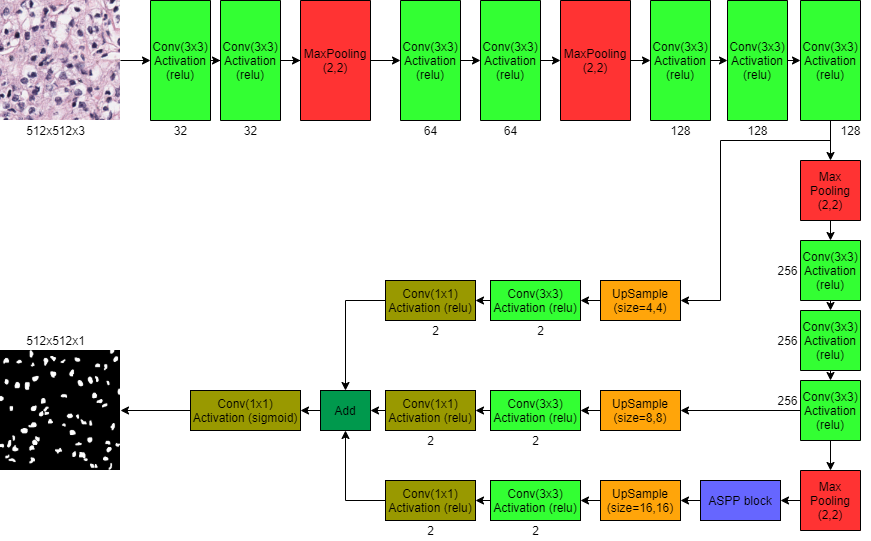 Conv(3x3)
Activation
(relu)
Conv(3x3)
Activation
(relu)
MaxPooling
(2,2)
Conv(3x3)
Activation
(relu)
Conv(3x3)
Activation
(relu)
MaxPooling
(2,2)
Conv(3x3)
Activation
(relu)
Conv(3x3)
Activation
(relu)
Conv(3x3)
Activation
(relu)
512x512x3
32
32
64
64
128
128
128
Max
Pooling
(2,2)
256
Conv(3x3)
Activation
(relu)
Conv(1x1)
Activation (relu)
2
Conv(3x3)
Activation (relu)
2
UpSample
(size=4,4)
256
Conv(3x3)
Activation
(relu)
512x512x1
Conv(1x1)
Activation (sigmoid)
Add
Conv(1x1)
Activation (relu)
2
Conv(3x3)
Activation (relu)
2
UpSample
(size=8,8)
256
Conv(3x3)
Activation
(relu)
Conv(1x1)
Activation (relu)
2
Conv(3x3)
Activation (relu)
2
UpSample
(size=16,16)
ASPP block
Max
Pooling
(2,2)